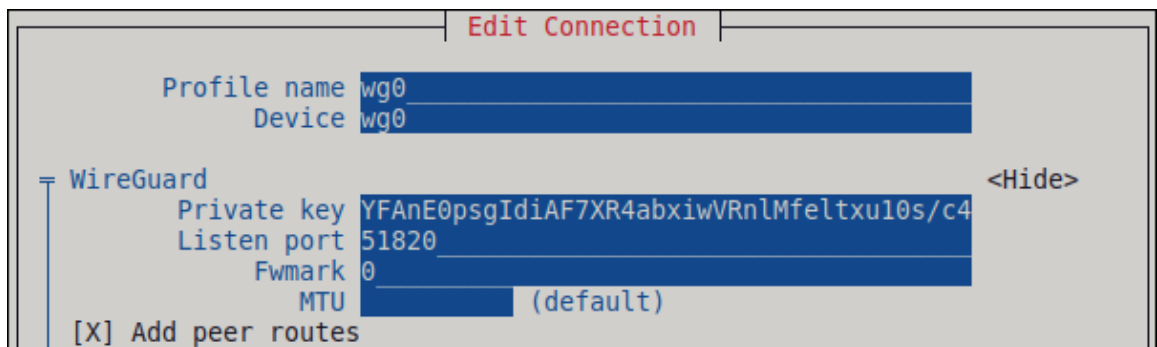 Edit Connection
Profile name wg0
Device wg0
WireGuard <Hide>
Private key YFAnE0psgIdiAF7XR4abxiwVRnlMfeltxu10s/c4
Listen port 51820
Fwmark 0
MTU (default)
[X] Add peer routes